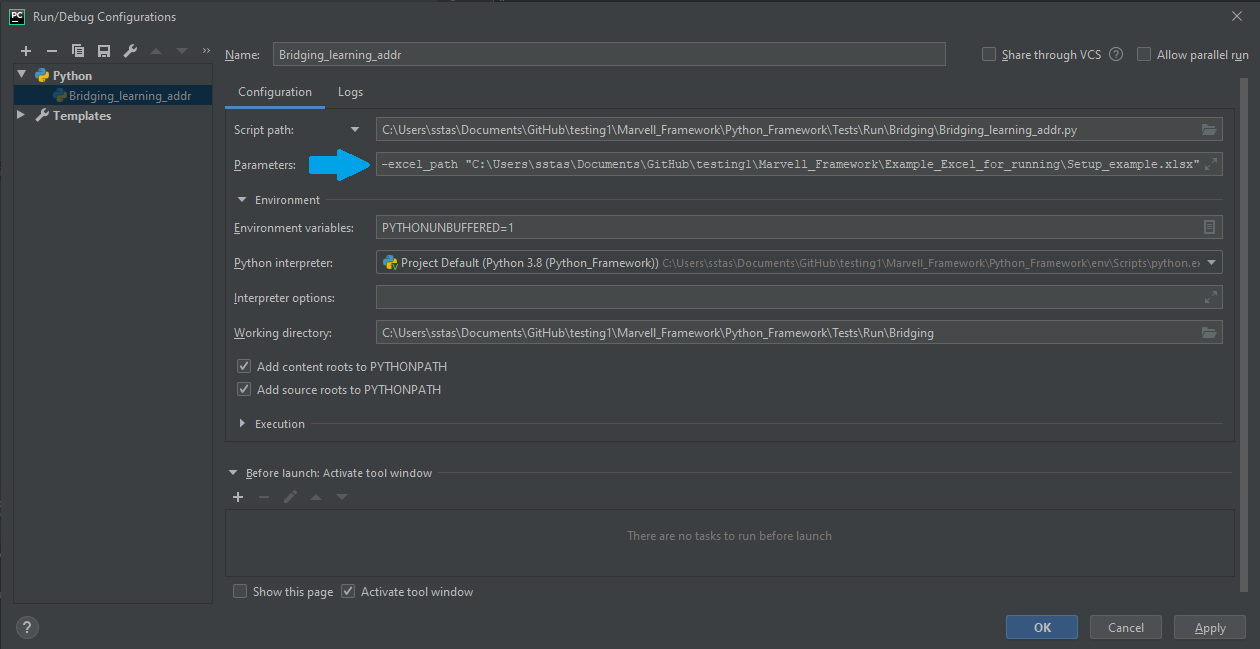 PC Run/Debug Configurations
Name: Bridging_learning_addr
Share through VCS ?
Allow parallel run
Python
Bridging_learning_addr
Templates
Configuration Logs
Script path: C:\Users\sstas\Documents\GitHub\testing1\Marvell_Framework\Python_Framework\Tests\Run\Bridging\Bridging_learning_addr.py
Parameters: -excel_path "C:\Users\sstas\Documents\GitHub\testing1\Marvell_Framework\Example_Excel_for_running\Setup_example.xlsx"
Environment
Environment variables: PYTHONUNBUFFERED=1
Python interpreter: Project Default (Python 3.8 (Python_Framework)) C:\Users\sstas\Documents\GitHub\testing1\Marvell_Framework\Python_Framework\env\Scripts\python.ex
Interpreter options:
Working directory: C:\Users\sstas\Documents\GitHub\testing1\Marvell_Framework\Python_Framework\Tests\Run\Bridging
Add content roots to PYTHONPATH
Add source roots to PYTHONPATH
Execution
Before launch: Activate tool window
There are no tasks to run before launch
Show this page Activate tool window
? OK Cancel Apply